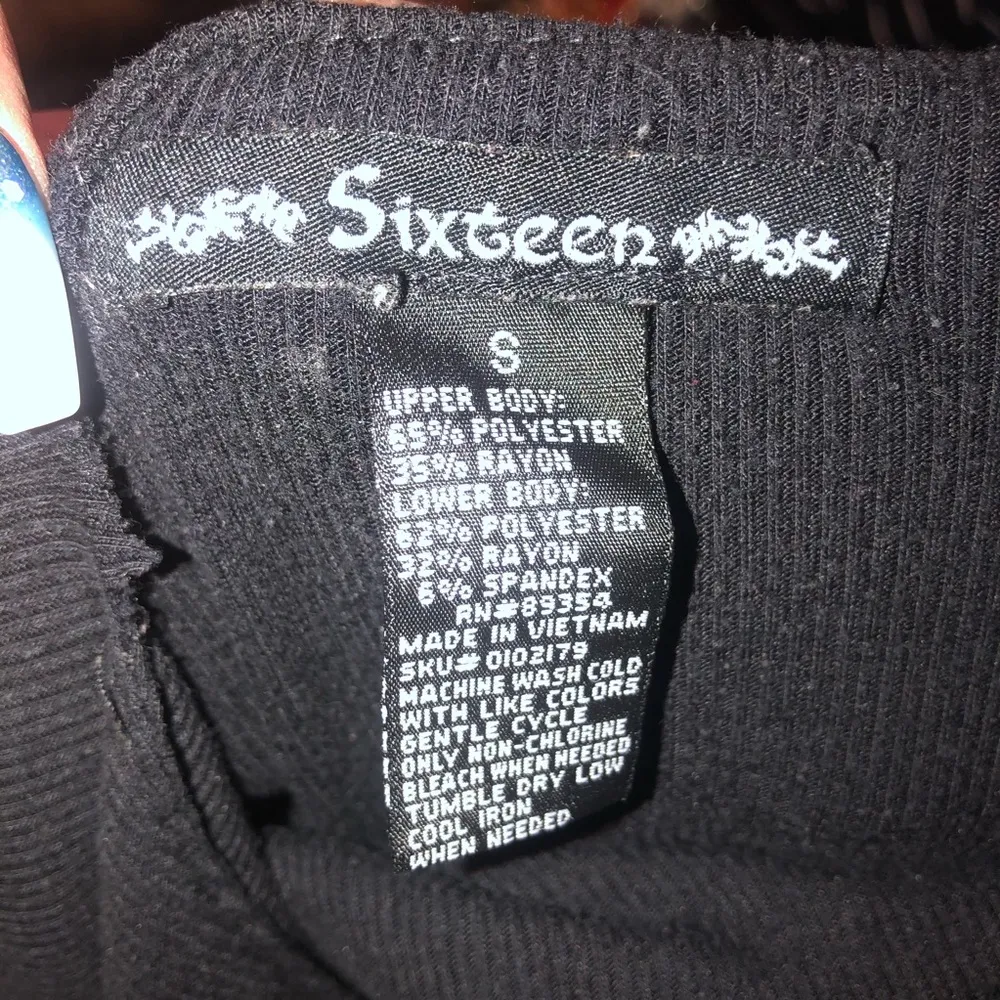 Sixteen
S
UPPER BODY:
65% POLYESTER
35% RAYON
LOWER BODY:
62% POLYESTER
32% RAYON
6% SPANDEX
RN#89354
MADE IN VIETNAM
SKU# 0102179
MACHINE WASH COLD
WITH LIKE COLORS
GENTLE CYCLE
ONLY NON-CHLORINE
BLEACH WHEN NEEDED
TUMBLE DRY LOW
COOL IRON
WHEN NEEDED